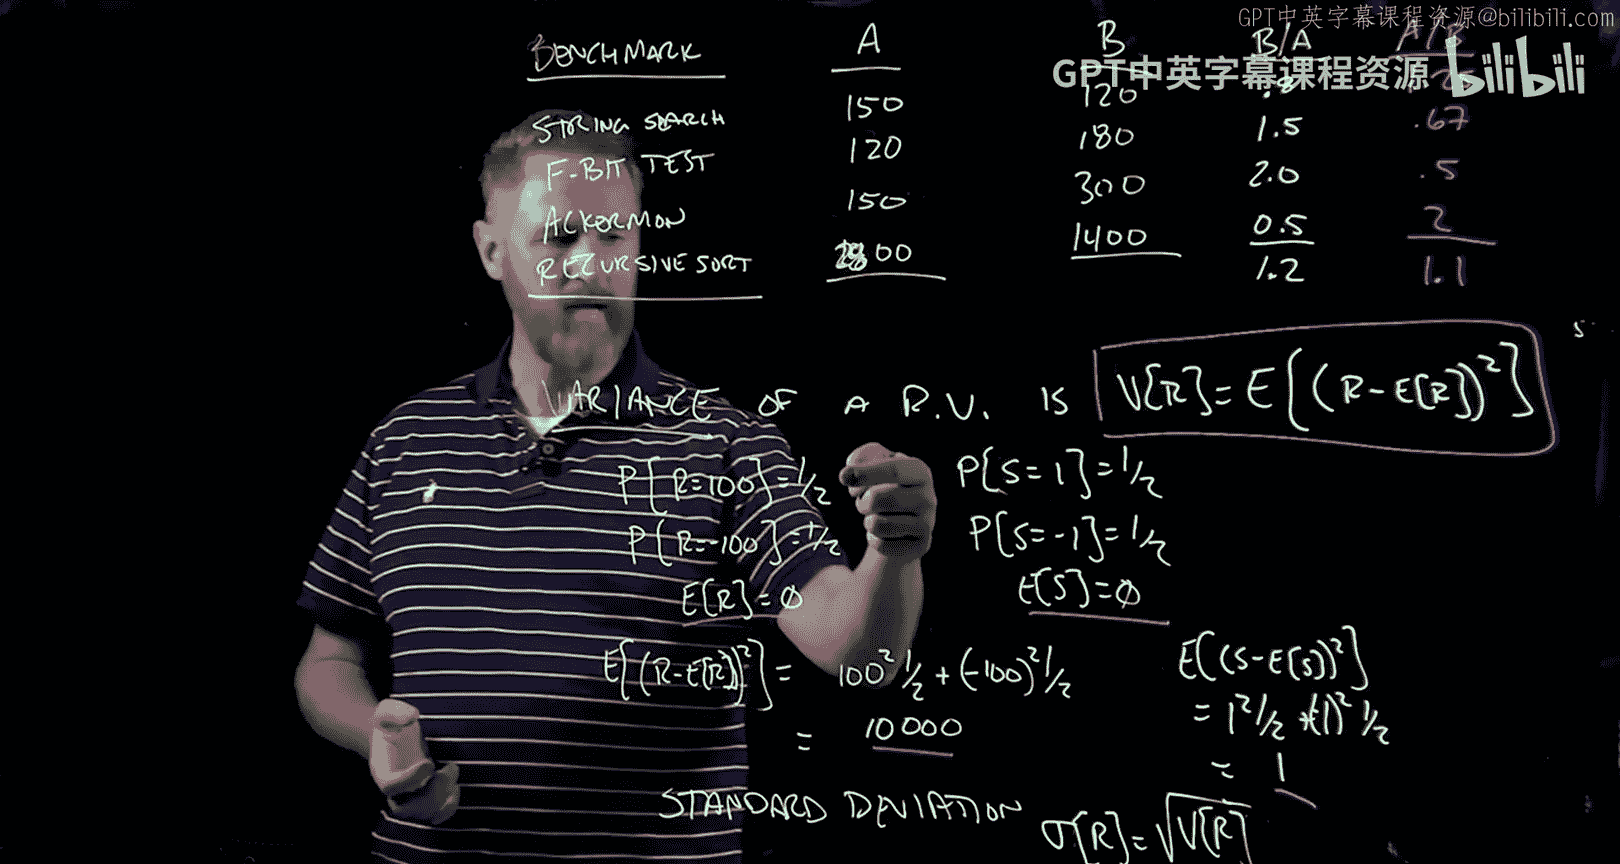 GPT中英字幕课程资源@bilibili.com
GPT中英字幕课程资源 bilibili
BENCHMARK A B B/A A/B
STRING SEARCH 150 120 .8
F-BIT TEST 120 180 1.5 .67
ACKERMON 150 300 2.0 .5
RECURSIVE SORT 1400 0.5 2
1.2 1.1
VARIANCE OF A R.V. IS V[R]=E[(R-E[R])²]
P[R=100]=1/2 P[S=1]=1/2
P[R=-100]=1/2 P[S=-1]=1/2
E[R]=0 E[S]=0
E[(R-E[R])²]= 100² 1/2 + (-100)² 1/2
= 10000
E[(S-E[S])²]
= 1² 1/2 + (-1)² 1/2
= 1
STANDARD DEVIATION σ[R]=√V[R]